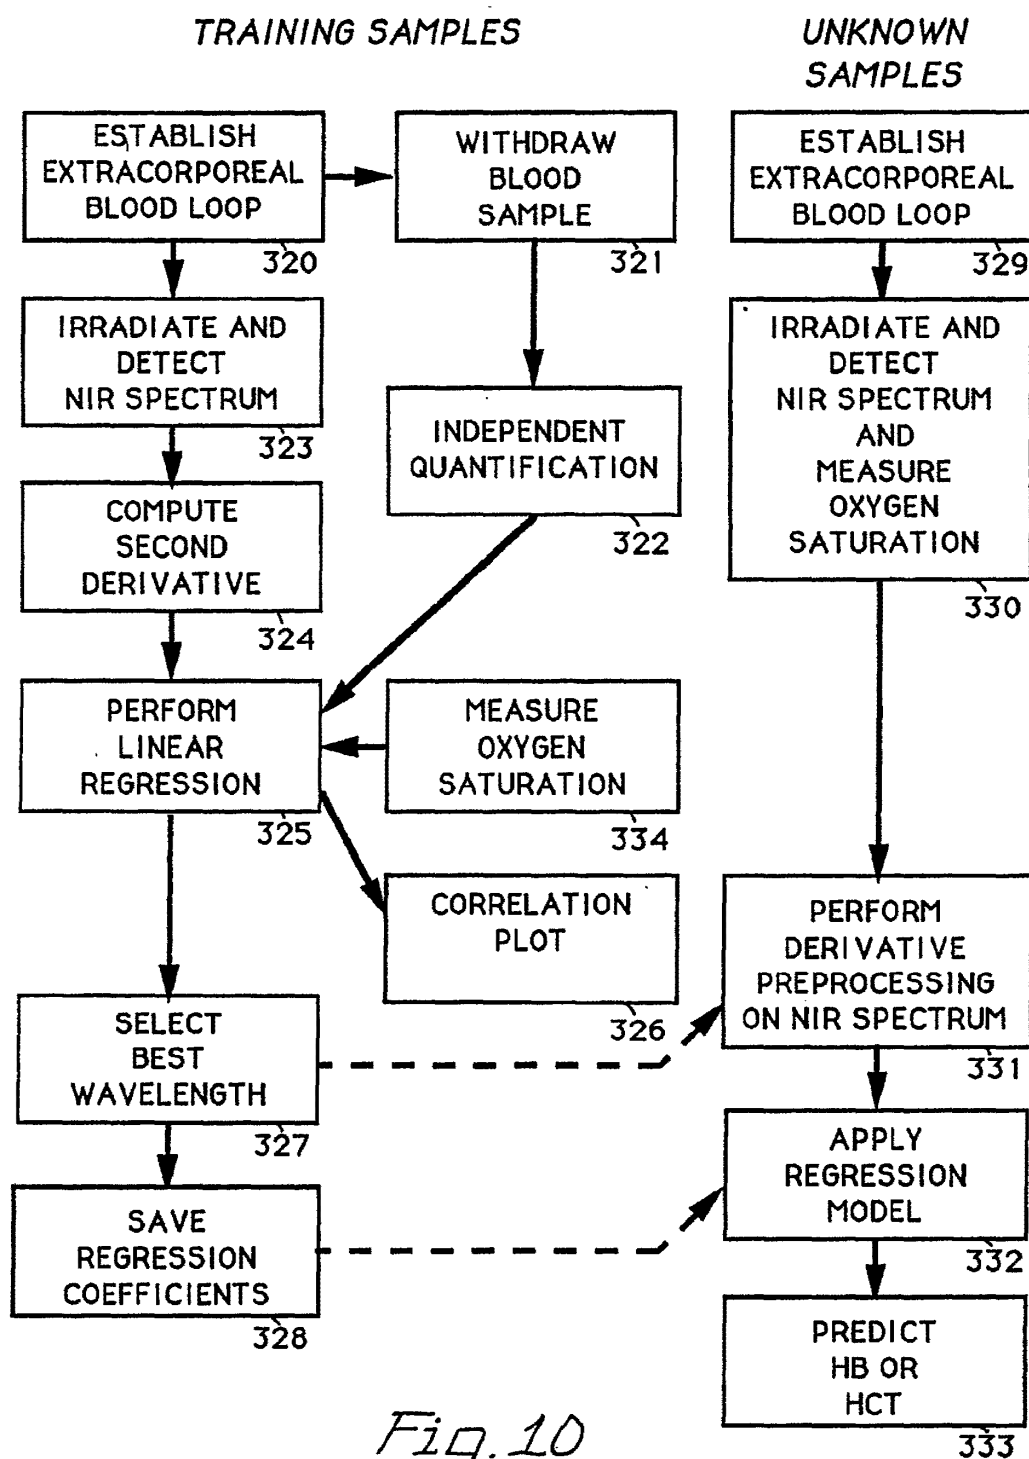 TRAINING SAMPLES
UNKNOWN
SAMPLES
ESTABLISH
EXTRACORPOREAL
BLOOD LOOP
320
WITHDRAW
BLOOD
SAMPLE
321
IRRADIATE AND
DETECT
NIR SPECTRUM
323
INDEPENDENT
QUANTIFICATION
322
COMPUTE
SECOND
DERIVATIVE
324
PERFORM
LINEAR
REGRESSION
325
MEASURE
OXYGEN
SATURATION
334
CORRELATION
PLOT
326
SELECT
BEST
WAVELENGTH
327
SAVE
REGRESSION
COEFFICIENTS
328
ESTABLISH
EXTRACORPOREAL
BLOOD LOOP
329
IRRADIATE AND
DETECT
NIR SPECTRUM
AND
MEASURE
OXYGEN
SATURATION
330
PERFORM
DERIVATIVE
PREPROCESSING
ON NIR SPECTRUM
331
APPLY
REGRESSION
MODEL
332
PREDICT
HB OR
HCT
333
Fig. 10